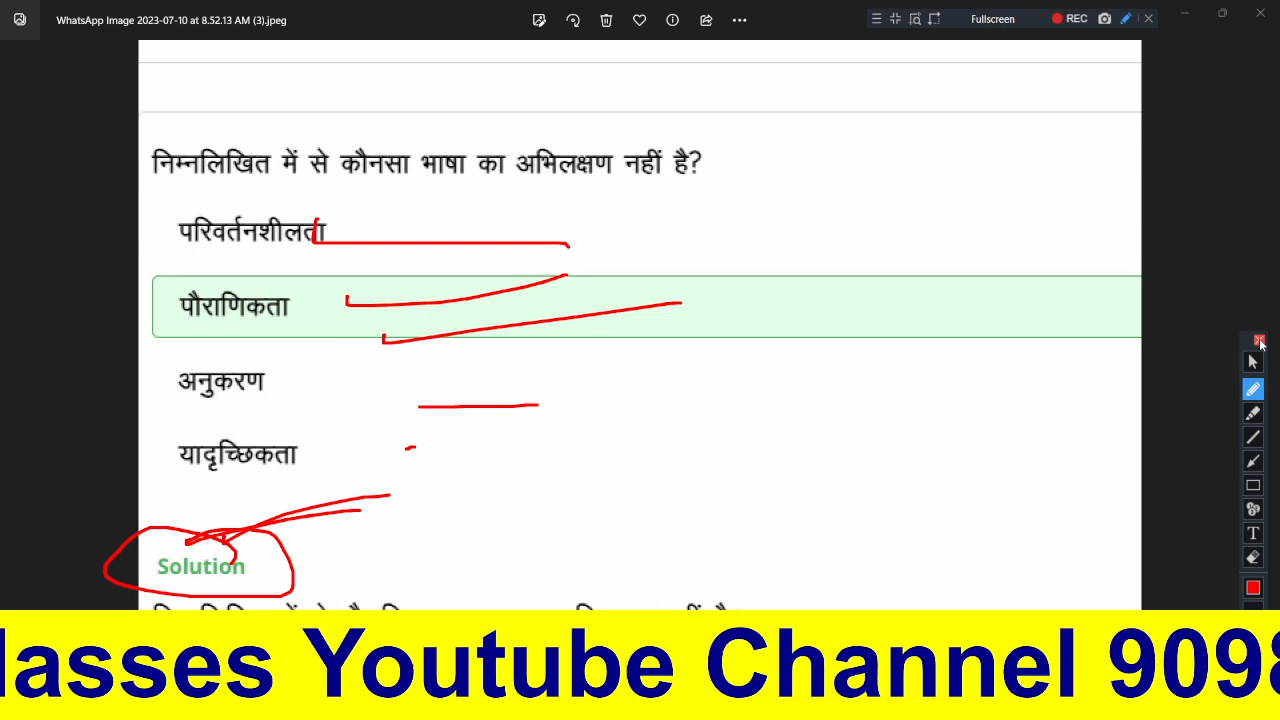 WhatsApp Image 2023-07-10 at 8.52.13 AM (3).jpeg
Fullscreen
REC
निम्नलिखित में से कौनसा भाषा का अभिलक्षण नहीं है?
परिवर्तनशीलता
पौराणिकता
अनुकरण
यादृच्छिकता
Solution
lasses Youtube Channel 9098